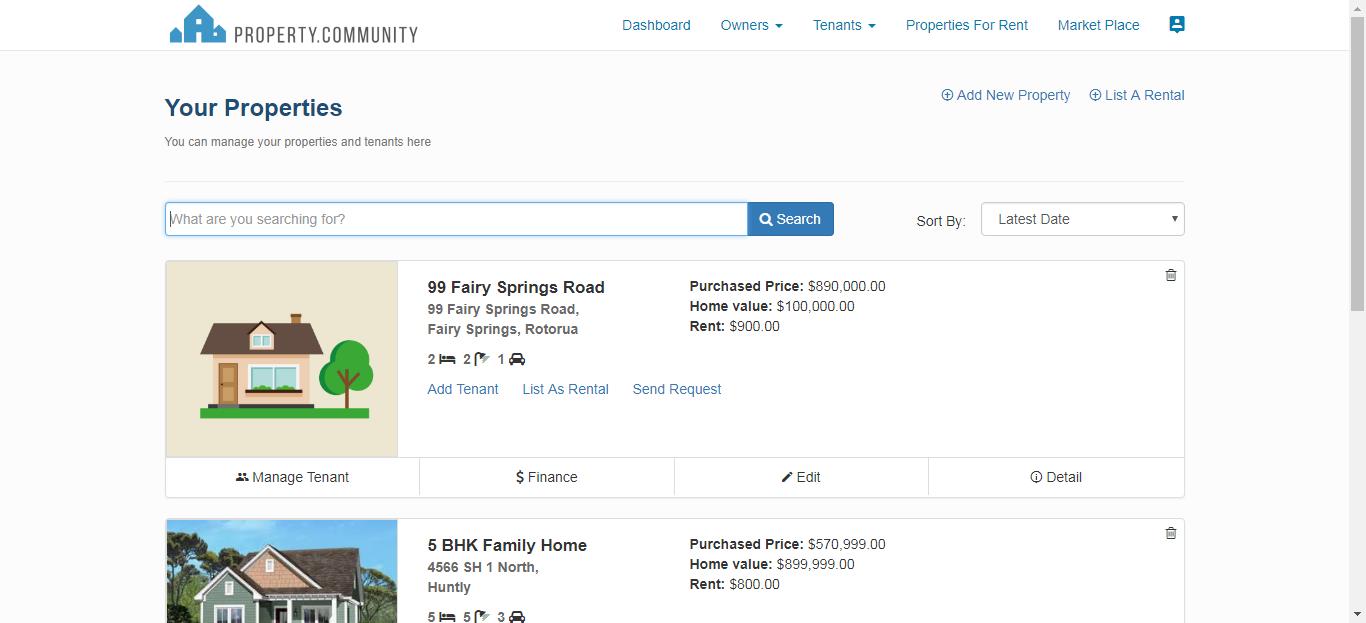 PROPERTY.COMMUNITY
Dashboard Owners Tenants Properties For Rent Market Place
Your Properties
Add New Property List A Rental
You can manage your properties and tenants here
What are you searching for? Search Sort By: Latest Date
99 Fairy Springs Road
99 Fairy Springs Road,
Fairy Springs, Rotorua
2 2 1
Add Tenant List As Rental Send Request
Purchased Price: $890,000.00
Home value: $100,000.00
Rent: $900.00
Manage Tenant $ Finance Edit Detail
5 BHK Family Home
4566 SH 1 North,
Huntly
5 5 3
Purchased Price: $570,999.00
Home value: $899,999.00
Rent: $800.00